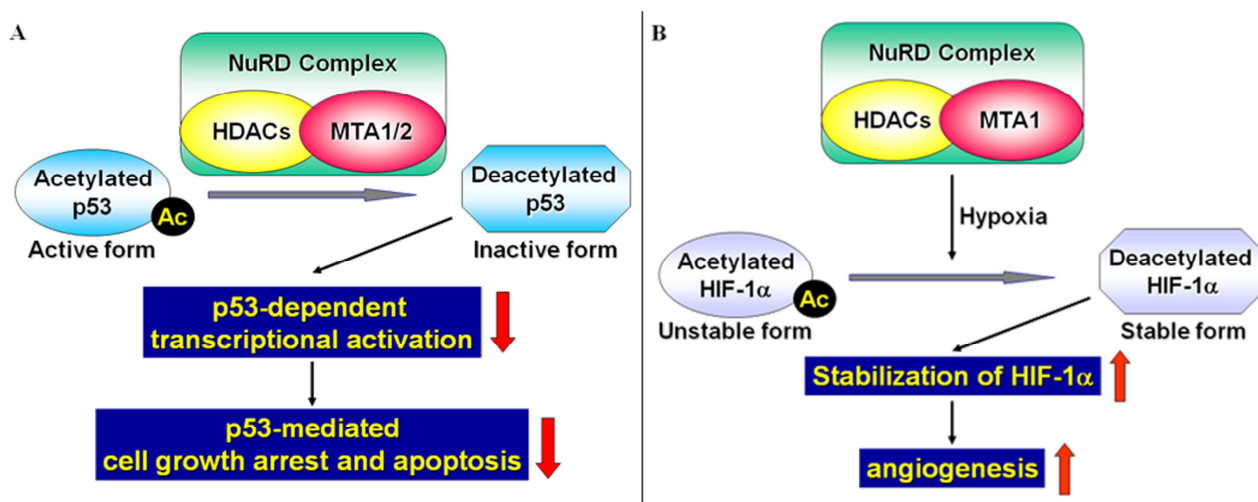 A
NuRD Complex
HDACs
MTA1/2
Acetylated
p53
Ac
Active form
Deacetylated
p53
Inactive form
p53-dependent
transcriptional activation
p53-mediated
cell growth arrest and apoptosis
B
NuRD Complex
HDACs
MTA1
Hypoxia
Acetylated
HIF-1α
Ac
Unstable form
Deacetylated
HIF-1α
Stable form
Stabilization of HIF-1α
angiogenesis